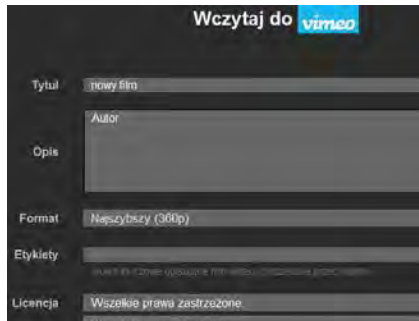 Wczytaj do vimeo
Tytuł nowy film
Opis Autor
Format Najszybszy (360p)
Etykiety
Licencja Wszelkie prawa zastrzeżone.